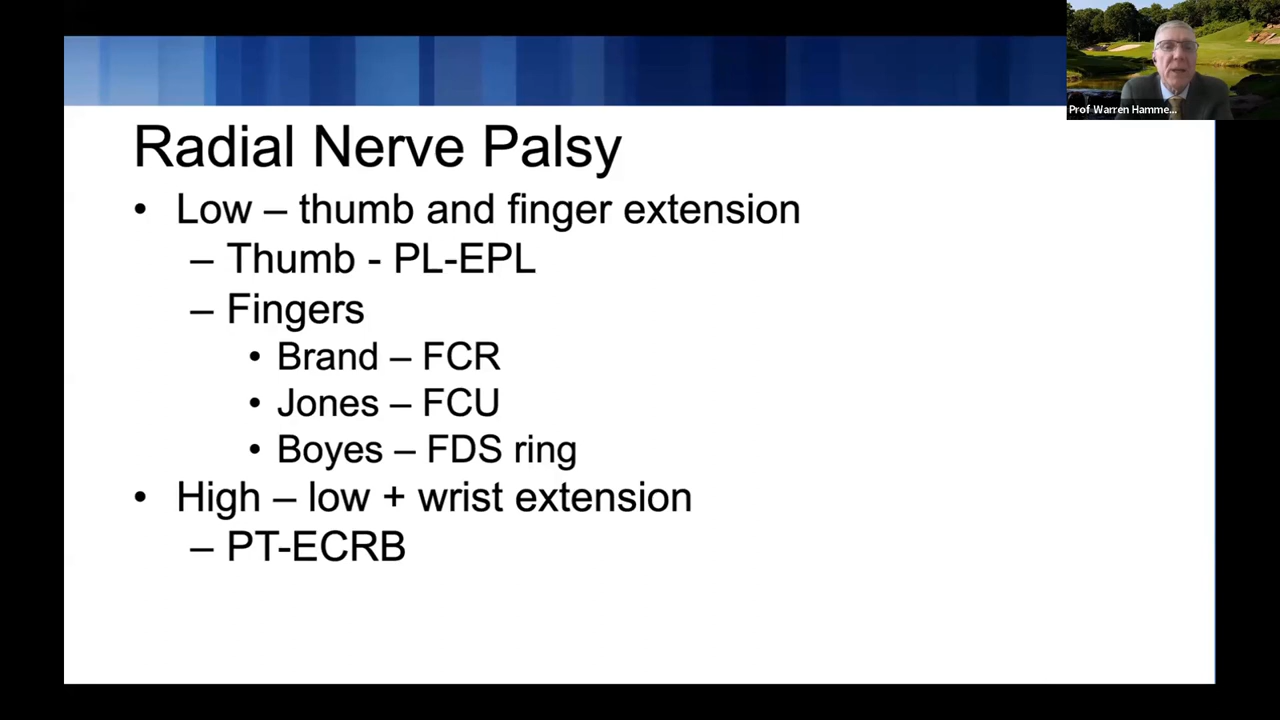 Prof Warren Hamme...
Radial Nerve Palsy
• Low – thumb and finger extension
– Thumb - PL-EPL
– Fingers
• Brand – FCR
• Jones – FCU
• Boyes – FDS ring
• High – low + wrist extension
– PT-ECRB